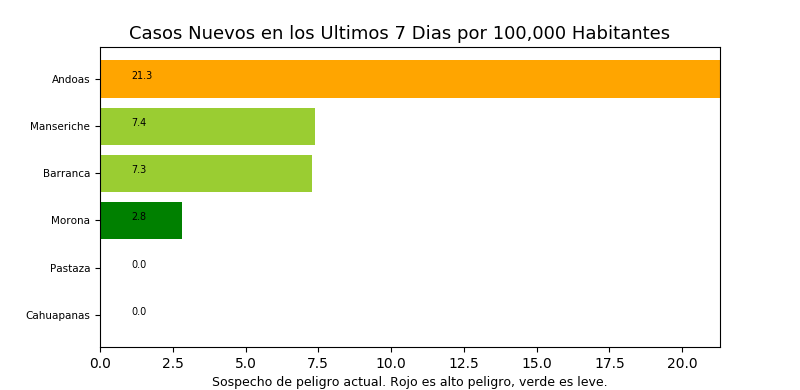 Casos Nuevos en los Ultimos 7 Dias por 100,000 Habitantes
Andoas 21.3
Manseriche 7.4
Barranca 7.3
Morona 2.8
Pastaza 0.0
Cahuapanas 0.0
0.0 2.5 5.0 7.5 10.0 12.5 15.0 17.5 20.0
Sospecho de peligro actual. Rojo es alto peligro, verde es leve.